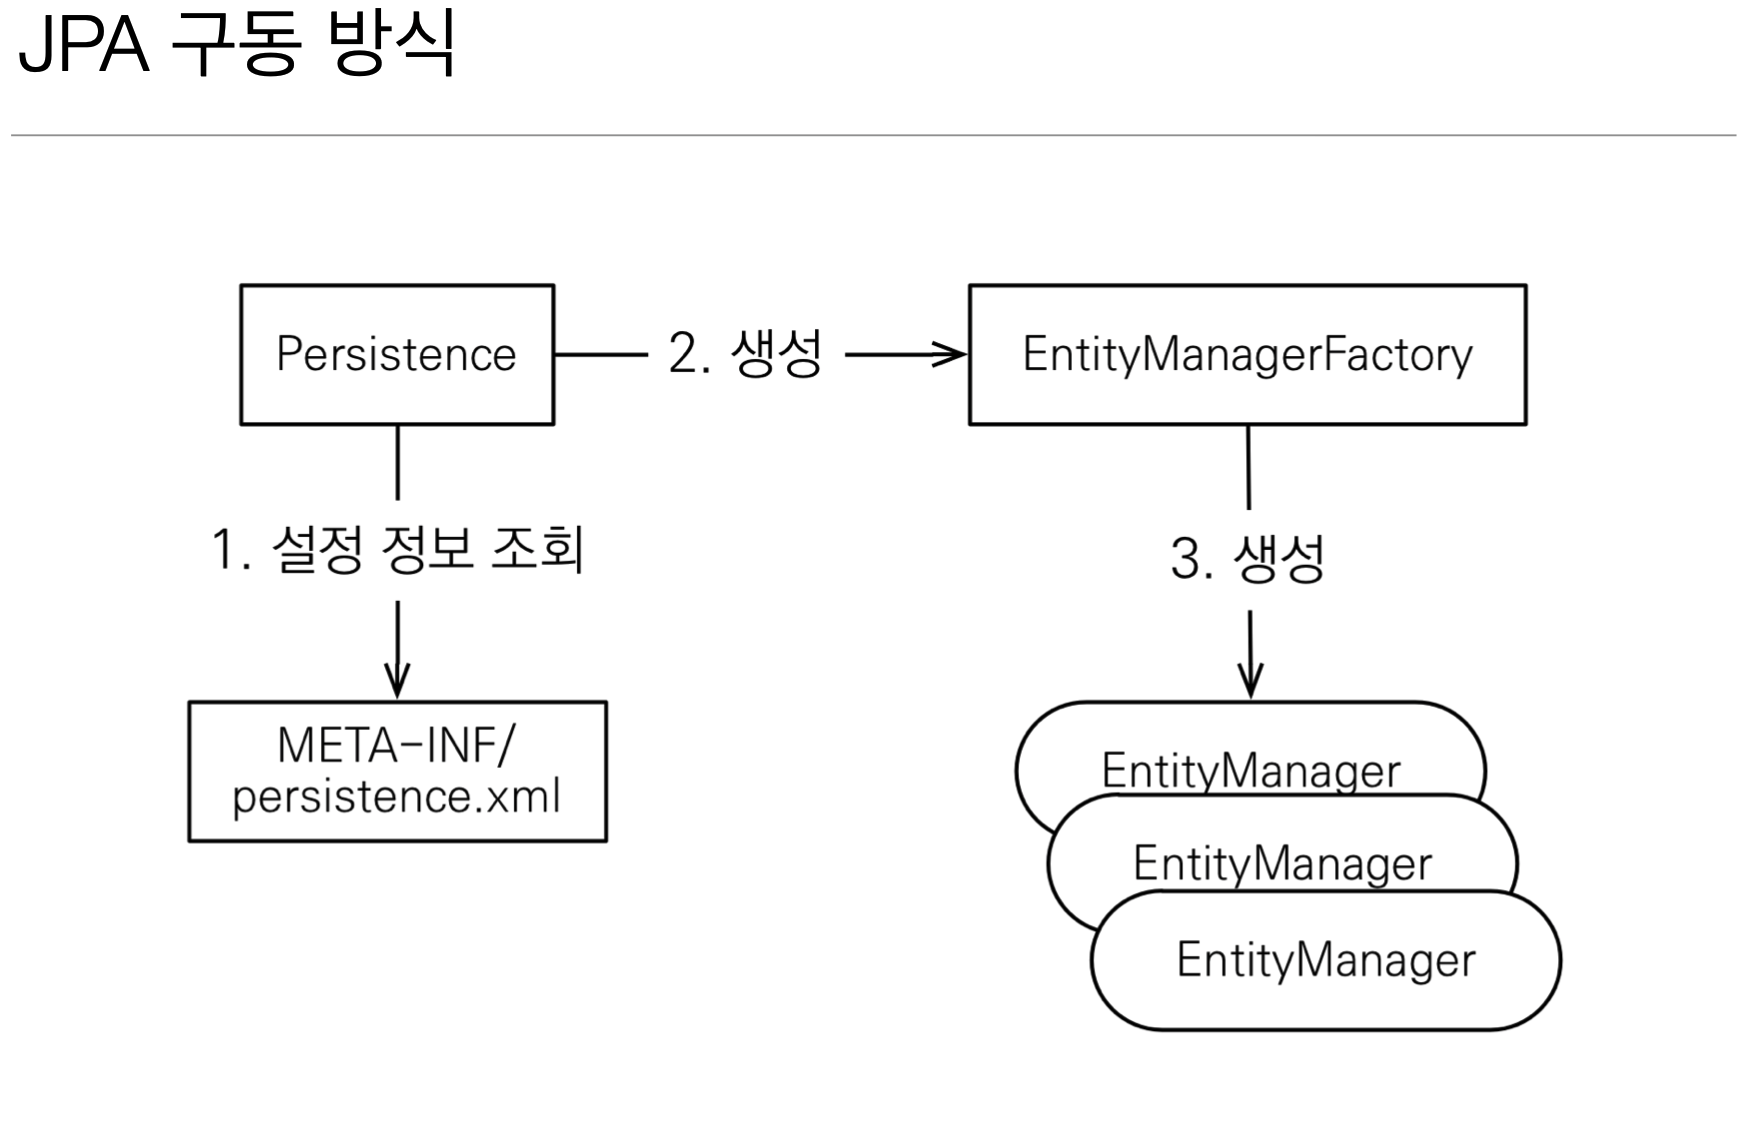 JPA 구동 방식
Persistence
2. 생성
EntityManagerFactory
1. 설정 정보 조회
3. 생성
META-INF/
persistence.xml
EntityManager
EntityManager
EntityManager